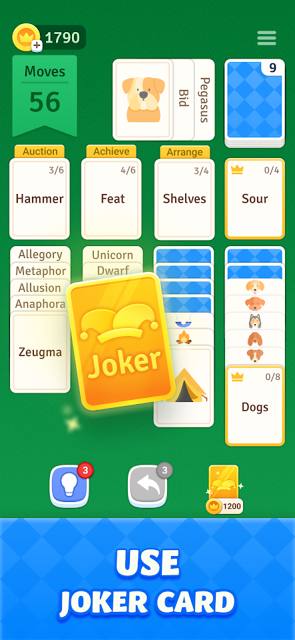 1790
Moves
56
Bid
Pegasus
9
Auction
3/6
Hammer
Achieve
4/6
Feat
Arrange
3/4
Shelves
0/4
Sour
Allegory
Metaphor
Allusion
Anaphora
Zeugma
Unicorn
Dwarf
Joker
0/8
Dogs
3
3
1200
USE
JOKER CARD